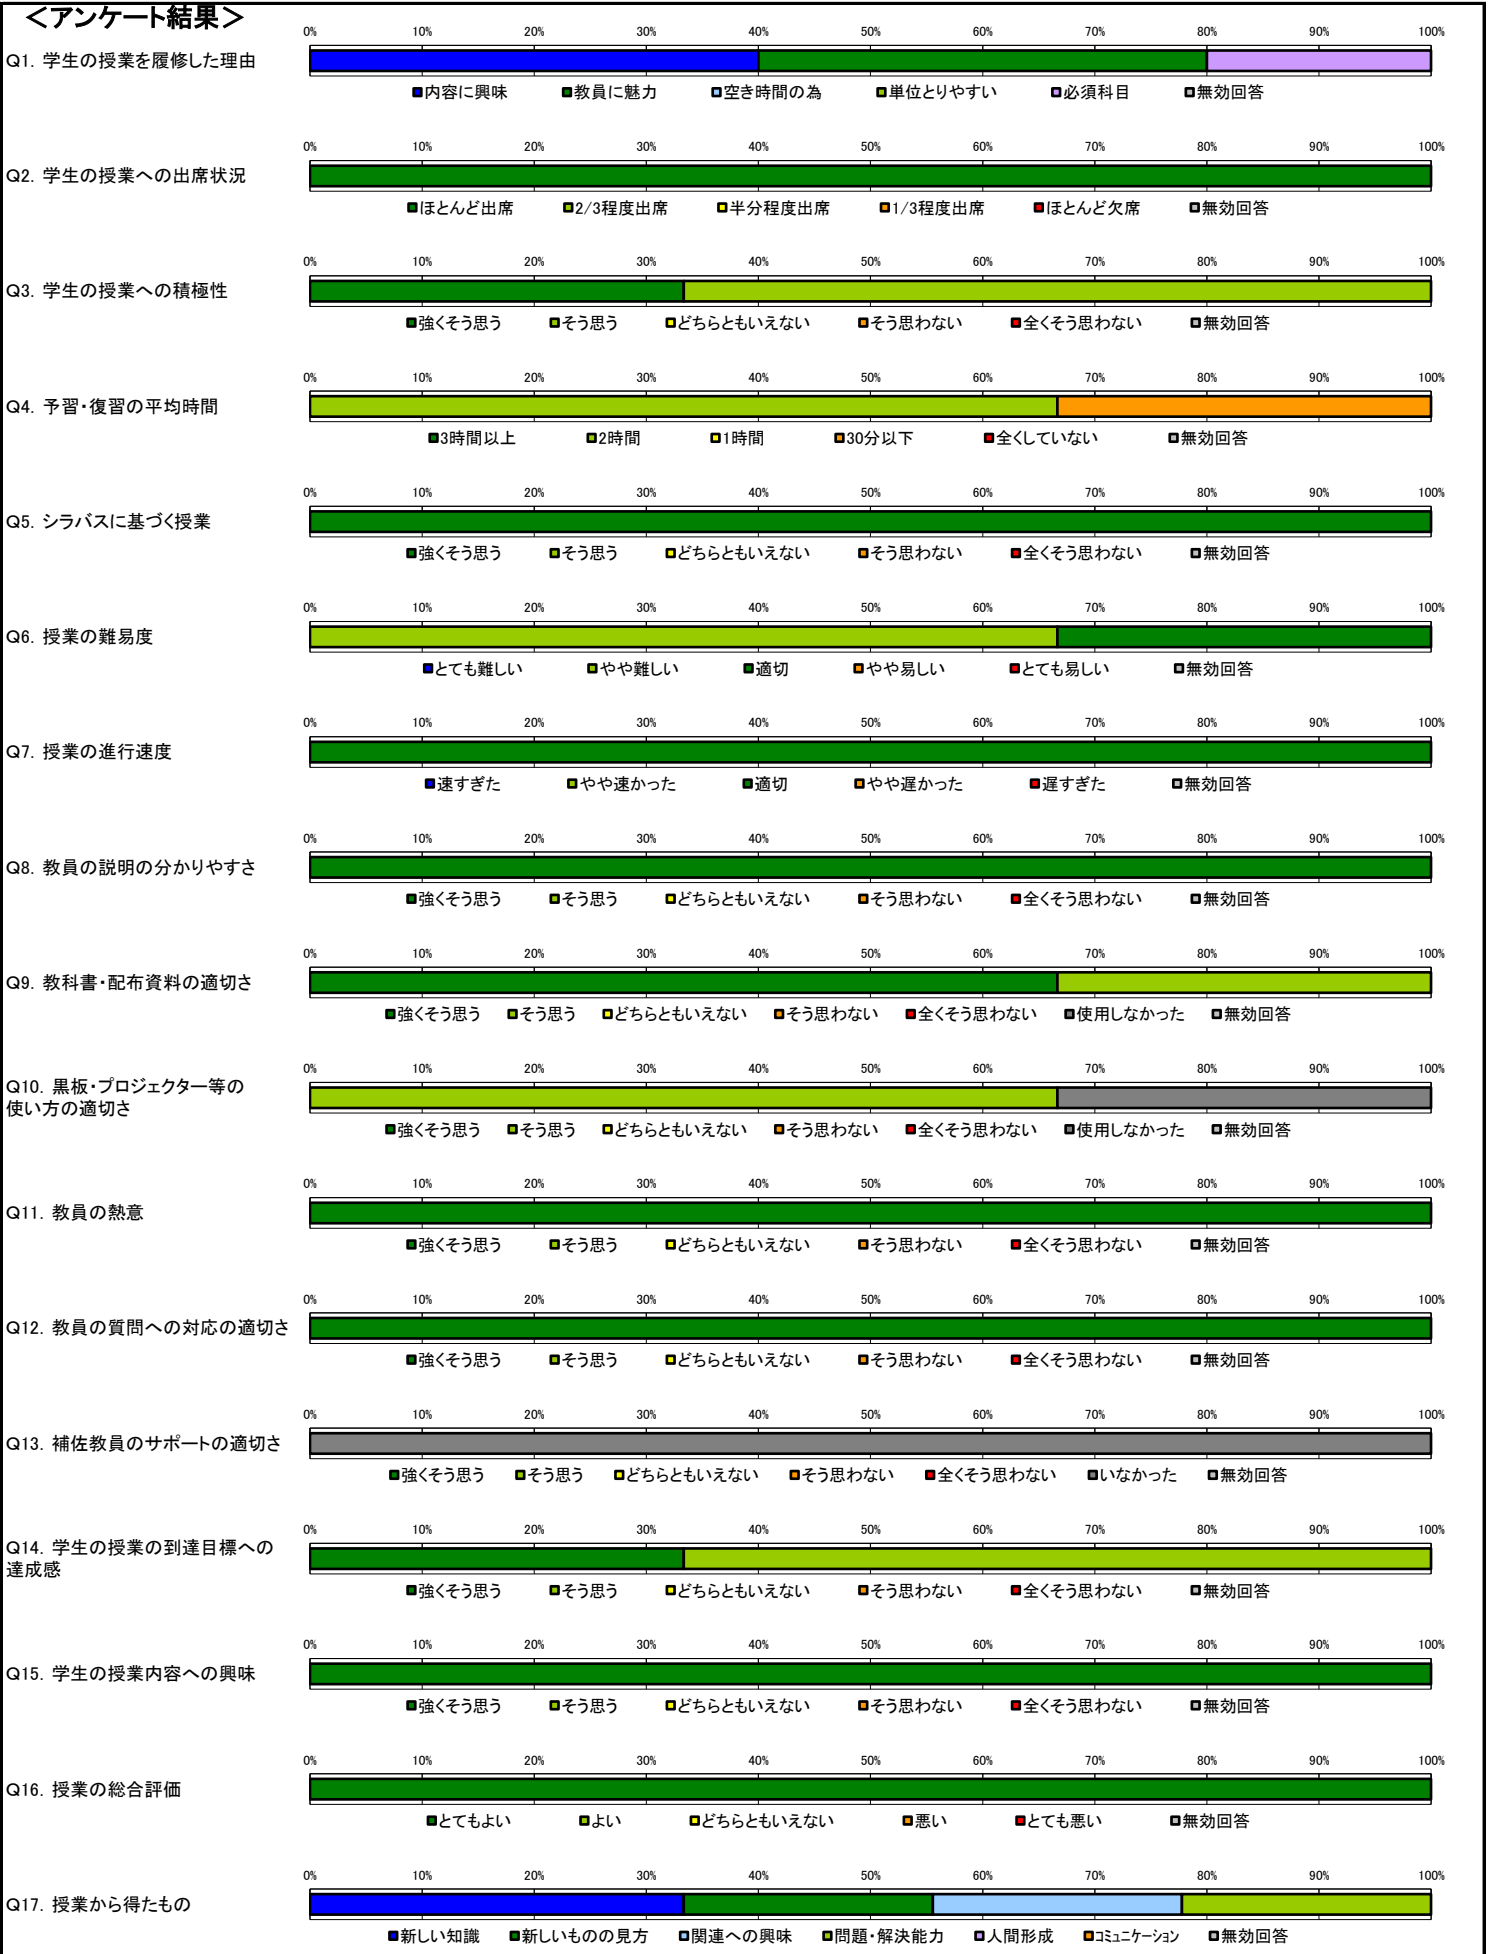 ＜アンケート結果＞
0% 10% 20% 30% 40% 50% 60% 70% 80% 90% 100%
Q1. 学生の授業を履修した理由
内容に興味 教員に魅力 空き時間の為 単位とりやすい 必須科目 無効回答
0% 10% 20% 30% 40% 50% 60% 70% 80% 90% 100%
Q2. 学生の授業への出席状況
ほとんど出席 2/3程度出席 半分程度出席 1/3程度出席 ほとんど欠席 無効回答
0% 10% 20% 30% 40% 50% 60% 70% 80% 90% 100%
Q3. 学生の授業への積極性
強くそう思う そう思う どちらともいえない そう思わない 全くそう思わない 無効回答
0% 10% 20% 30% 40% 50% 60% 70% 80% 90% 100%
Q4. 予習・復習の平均時間
3時間以上 2時間 1時間 30分以下 全くしていない 無効回答
0% 10% 20% 30% 40% 50% 60% 70% 80% 90% 100%
Q5. シラバスに基づく授業
強くそう思う そう思う どちらともいえない そう思わない 全くそう思わない 無効回答
0% 10% 20% 30% 40% 50% 60% 70% 80% 90% 100%
Q6. 授業の難易度
とても難しい やや難しい 適切 やや易しい とても易しい 無効回答
0% 10% 20% 30% 40% 50% 60% 70% 80% 90% 100%
Q7. 授業の進行速度
速すぎた やや速かった 適切 やや遅かった 遅すぎた 無効回答
0% 10% 20% 30% 40% 50% 60% 70% 80% 90% 100%
Q8. 教員の説明の分かりやすさ
強くそう思う そう思う どちらともいえない そう思わない 全くそう思わない 無効回答
0% 10% 20% 30% 40% 50% 60% 70% 80% 90% 100%
Q9. 教科書・配布資料の適切さ
強くそう思う そう思う どちらともいえない そう思わない 全くそう思わない 使用しなかった 無効回答
0% 10% 20% 30% 40% 50% 60% 70% 80% 90% 100%
Q10. 黒板・プロジェクター等の
使い方の適切さ
強くそう思う そう思う どちらともいえない そう思わない 全くそう思わない 使用しなかった 無効回答
0% 10% 20% 30% 40% 50% 60% 70% 80% 90% 100%
Q11. 教員の熱意
強くそう思う そう思う どちらともいえない そう思わない 全くそう思わない 無効回答
0% 10% 20% 30% 40% 50% 60% 70% 80% 90% 100%
Q12. 教員の質問への対応の適切さ
強くそう思う そう思う どちらともいえない そう思わない 全くそう思わない 無効回答
0% 10% 20% 30% 40% 50% 60% 70% 80% 90% 100%
Q13. 補佐教員のサポートの適切さ
強くそう思う そう思う どちらともいえない そう思わない 全くそう思わない いなかった 無効回答
0% 10% 20% 30% 40% 50% 60% 70% 80% 90% 100%
Q14. 学生の授業の到達目標への
達成感
強くそう思う そう思う どちらともいえない そう思わない 全くそう思わない 無効回答
0% 10% 20% 30% 40% 50% 60% 70% 80% 90% 100%
Q15. 学生の授業内容への興味
強くそう思う そう思う どちらともいえない そう思わない 全くそう思わない 無効回答
0% 10% 20% 30% 40% 50% 60% 70% 80% 90% 100%
Q16. 授業の総合評価
とてもよい よい どちらともいえない 悪い とても悪い 無効回答
0% 10% 20% 30% 40% 50% 60% 70% 80% 90% 100%
Q17. 授業から得たもの
新しい知識 新しいものの見方 関連への興味 問題・解決能力 人間形成 コミュニケーション 無効回答